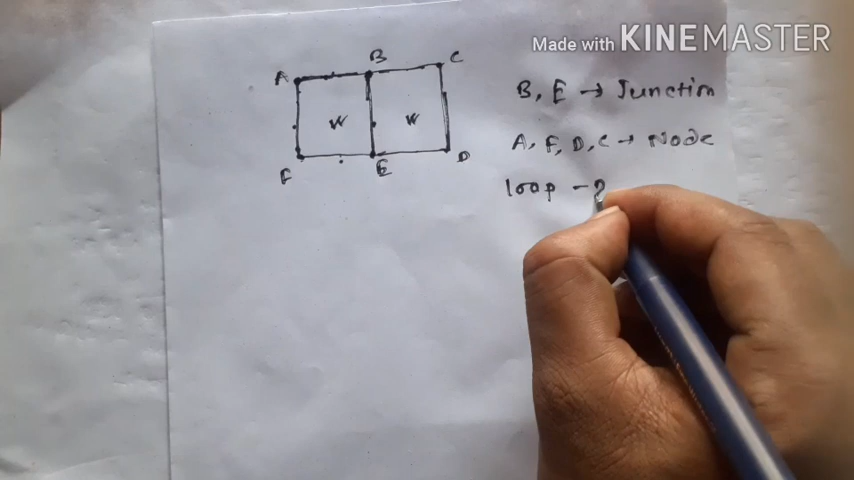 Made with KINEMASTER
A B C
W W
F E D
B, E → Junction
A, F, D, C → Node
loop - 2